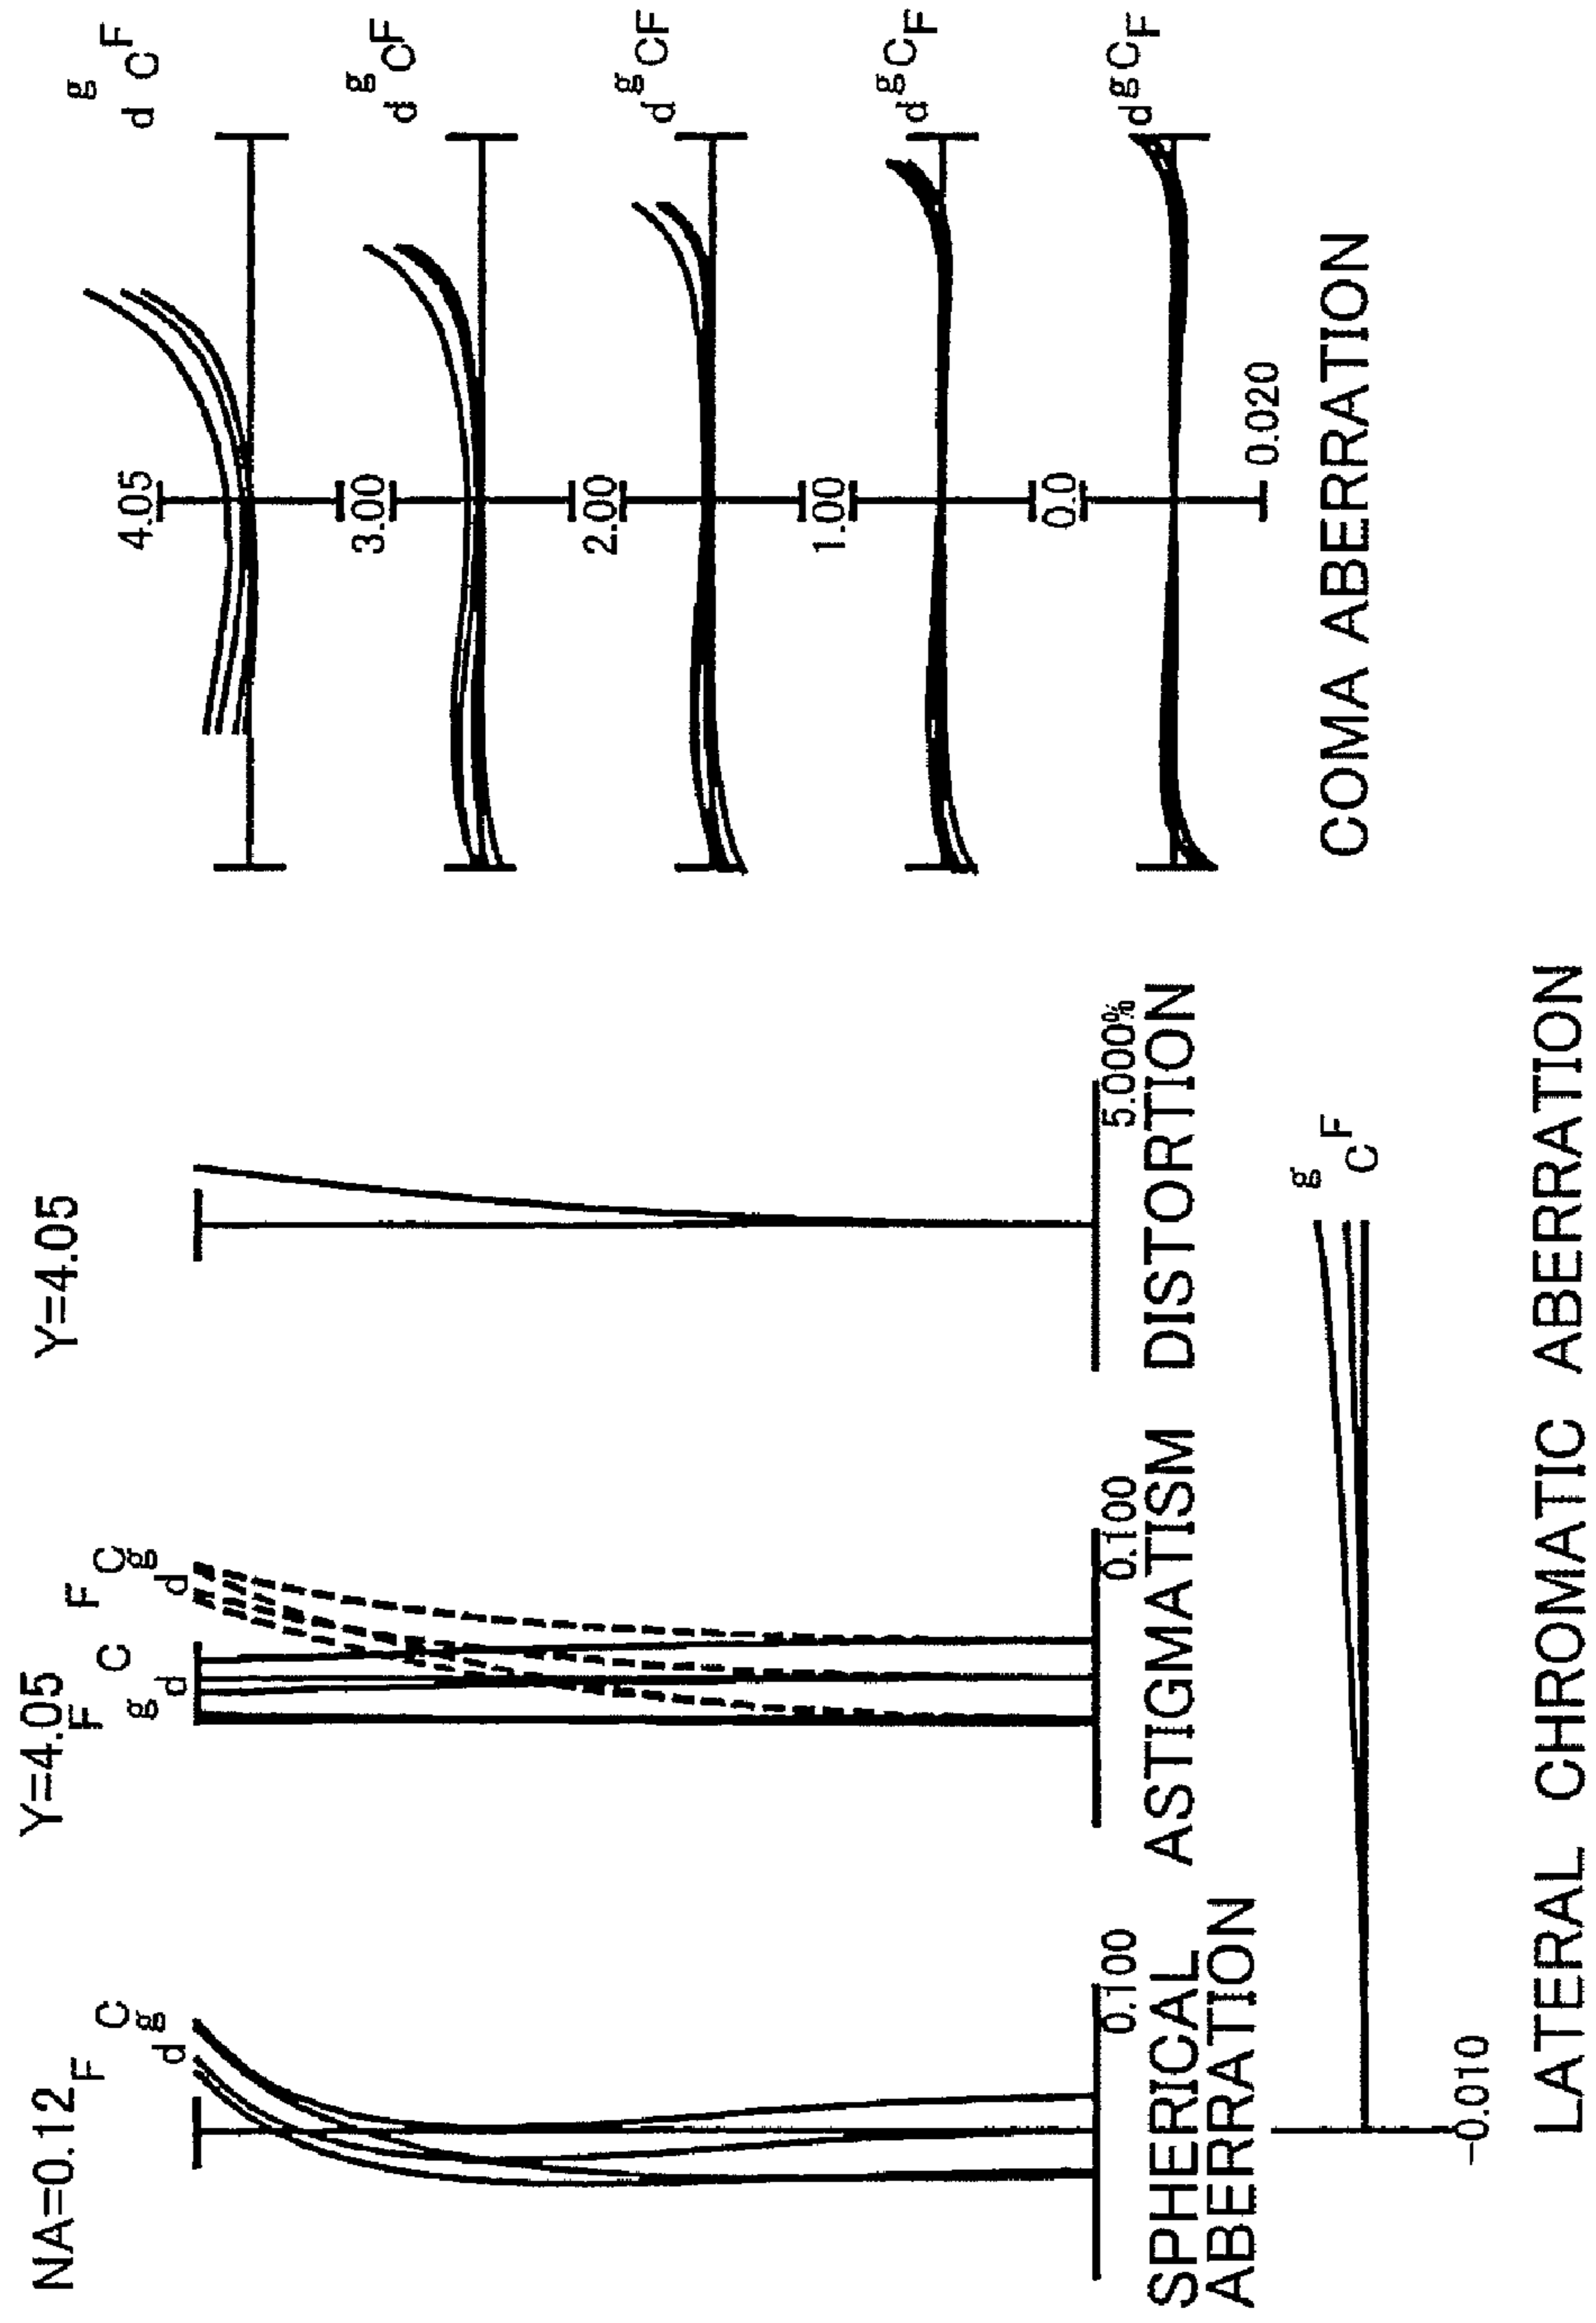 NA=0.12
F
d
C
g
0.100
SPHERICAL
ABERRATION
Y=4.05
F
g
d
C
F
d
C
g
0.100
ASTIGMATISM
Y=4.05
5.000%
DISTORTION
4.05
d
g
C
F
3.00
d
g
C
F
2.00
d
g
C
F
1.00
d
g
C
F
0.0
d
g
C
F
0.020
COMA ABERRATION
g
C
F
-0.010
LATERAL CHROMATIC ABERRATION